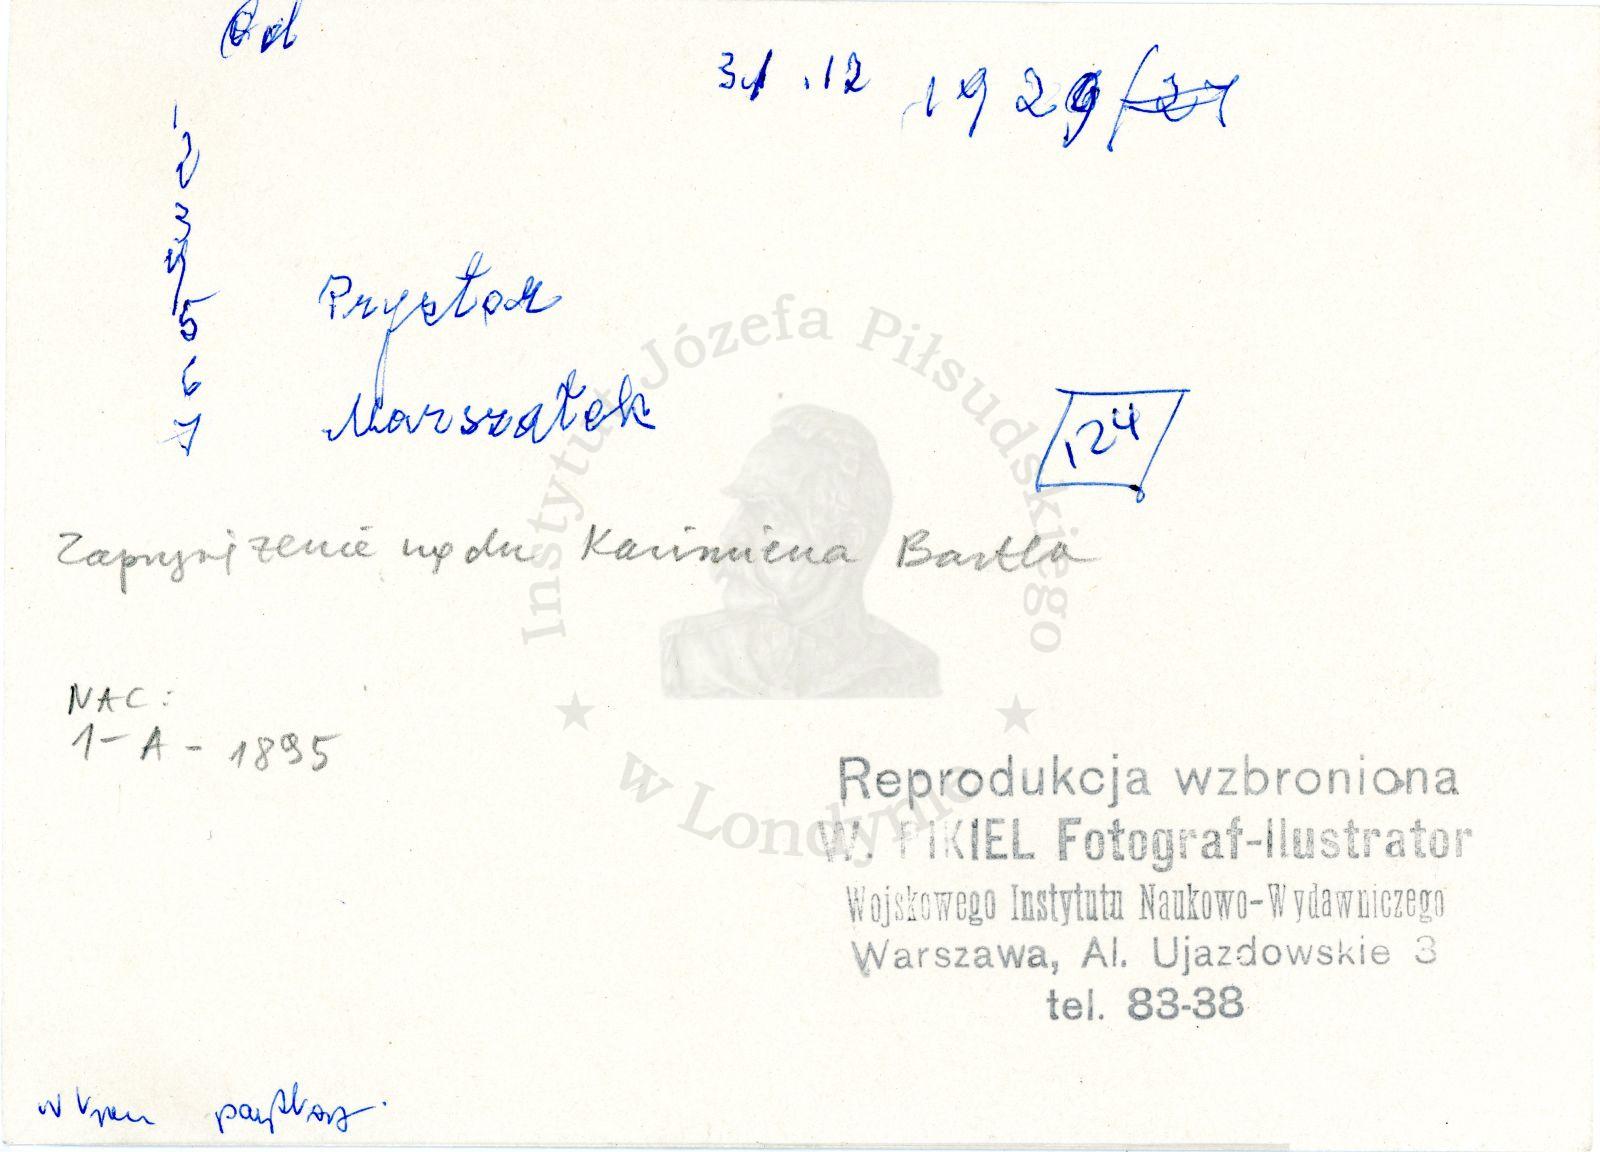 Od
31.12 1929 (27
1
2
3
4
5 Prystor
6
7 Marszałek
124
Zaprzysiężenie rządu Kazimierza Bartla
NAC:
1-A-1895
Instytut Józefa Piłsudskiego
w Londynie
Reprodukcja wzbroniona
W. PIKIEL Fotograf-Ilustrator
Wojskowego Instytutu Naukowo-Wydawniczego
Warszawa, Al. Ujazdowskie 3
tel. 83-38